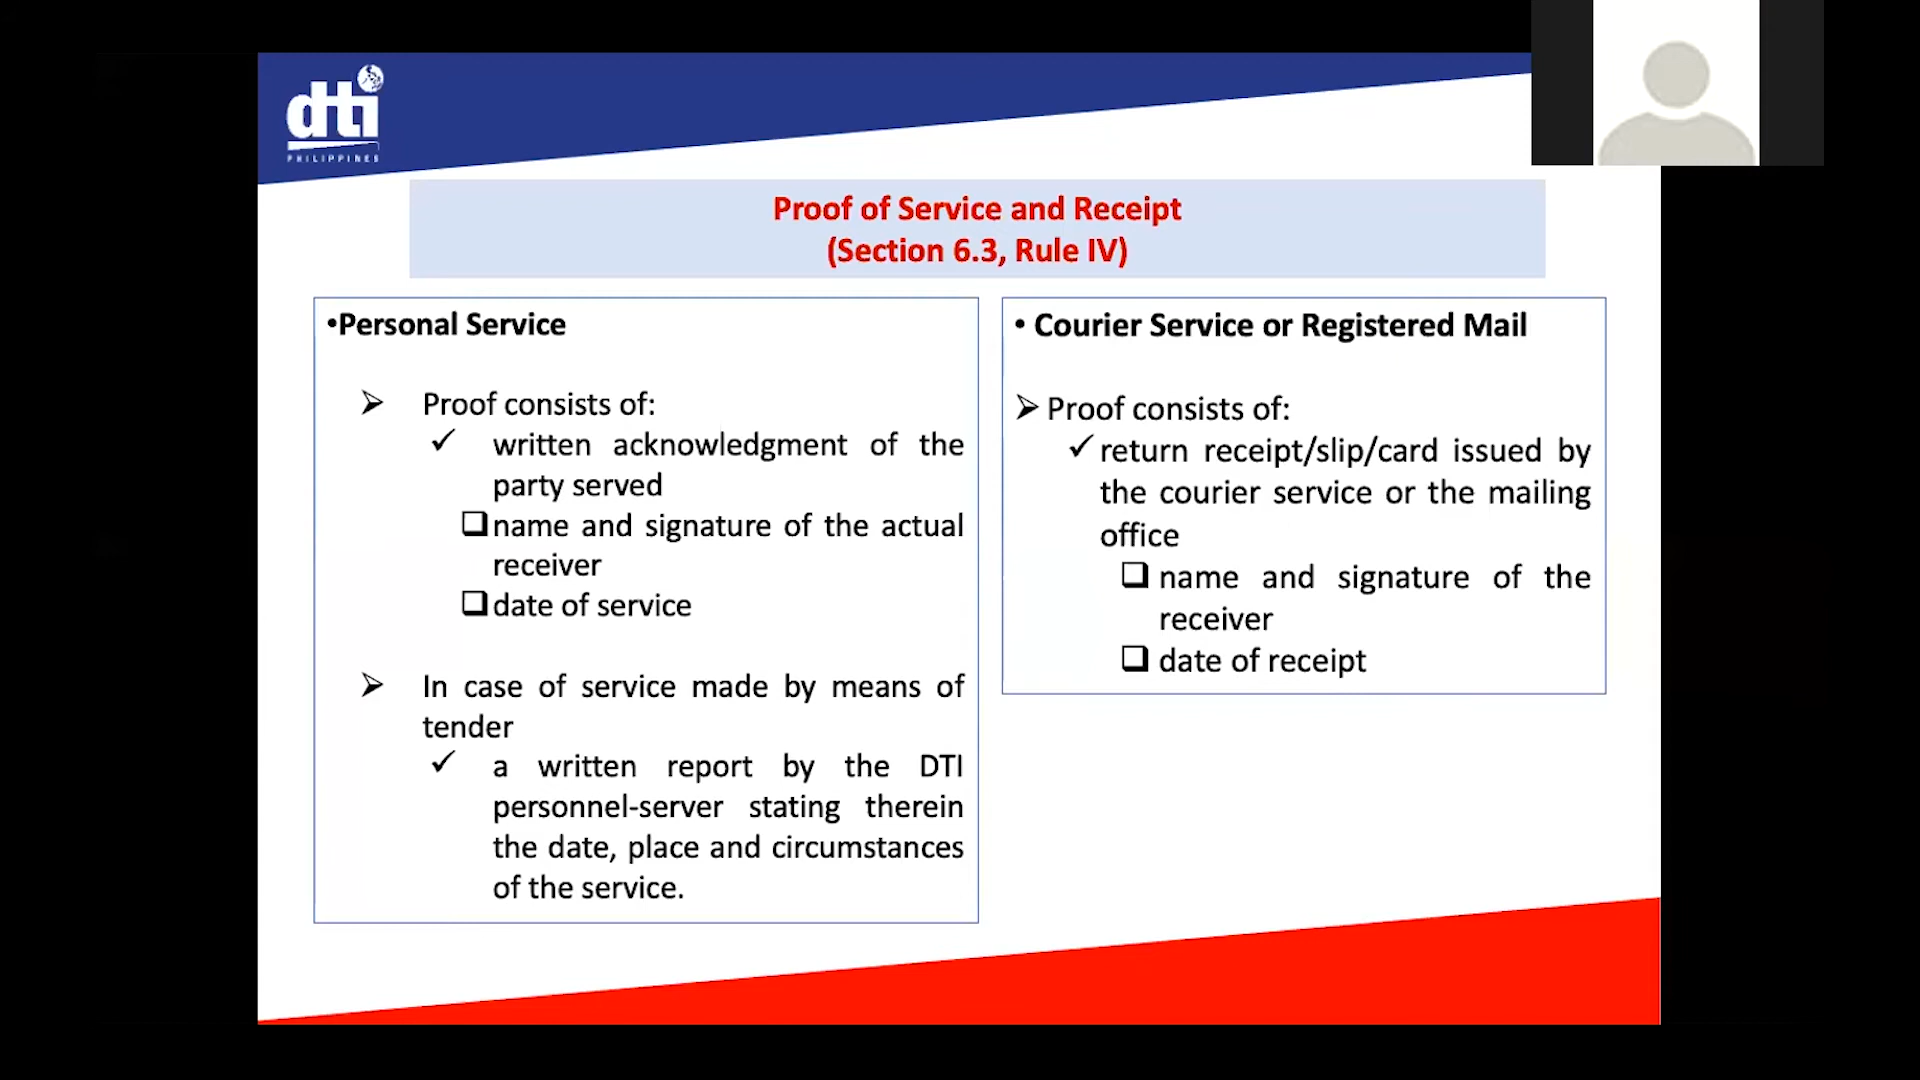 dti
PHILIPPINES
Proof of Service and Receipt
(Section 6.3, Rule IV)
•Personal Service
Proof consists of:
written acknowledgment of the
party served
name and signature of the actual
receiver
date of service
In case of service made by means of
tender
a written report by the DTI
personnel-server stating therein
the date, place and circumstances
of the service.
• Courier Service or Registered Mail
Proof consists of:
return receipt/slip/card issued by
the courier service or the mailing
office
name and signature of the
receiver
date of receipt